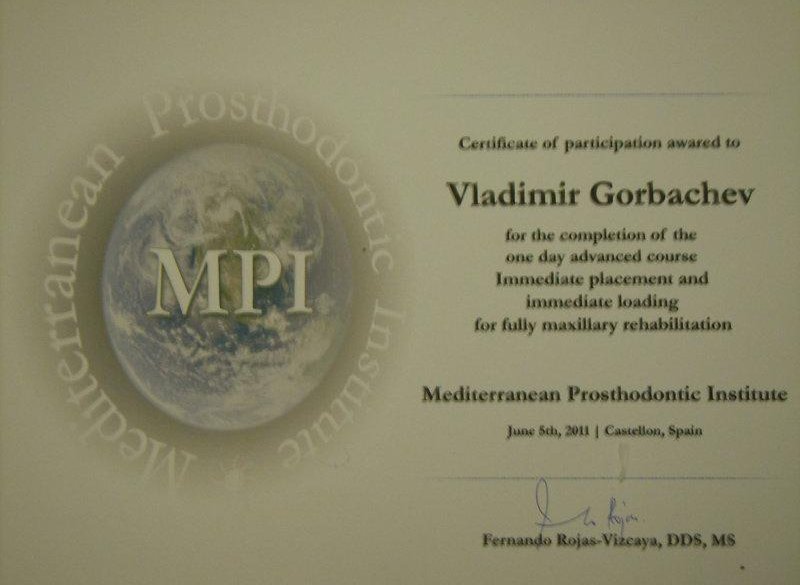 Mediterranean Prosthodontic Institute
MPI
Certificate of participation awared to
Vladimir Gorbachev
for the completion of the
one day advanced course
Immediate placement and
immediate loading
for fully maxillary rehabilitation
Mediterranean Prosthodontic Institute
June 5th, 2011 | Castellon, Spain
Fernando Rojas-Vizcaya, DDS, MS